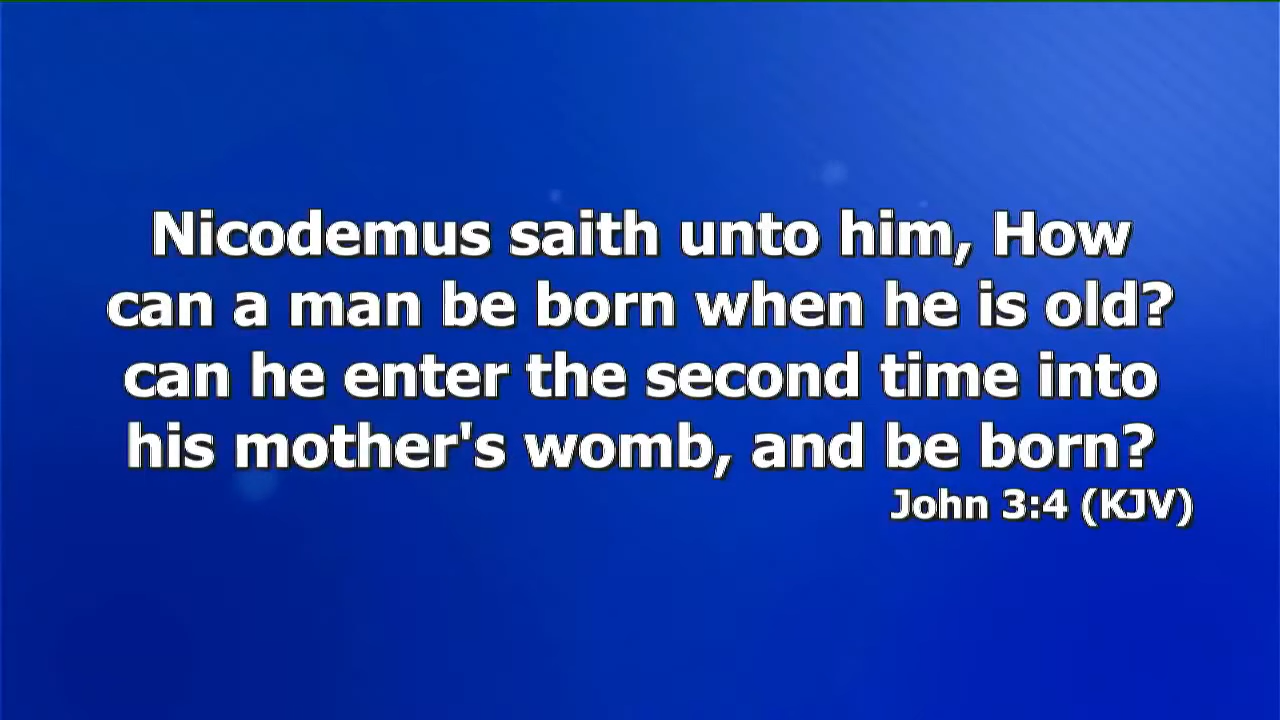 Nicodemus saith unto him, How
can a man be born when he is old?
can he enter the second time into
his mother's womb, and be born?
John 3:4 (KJV)